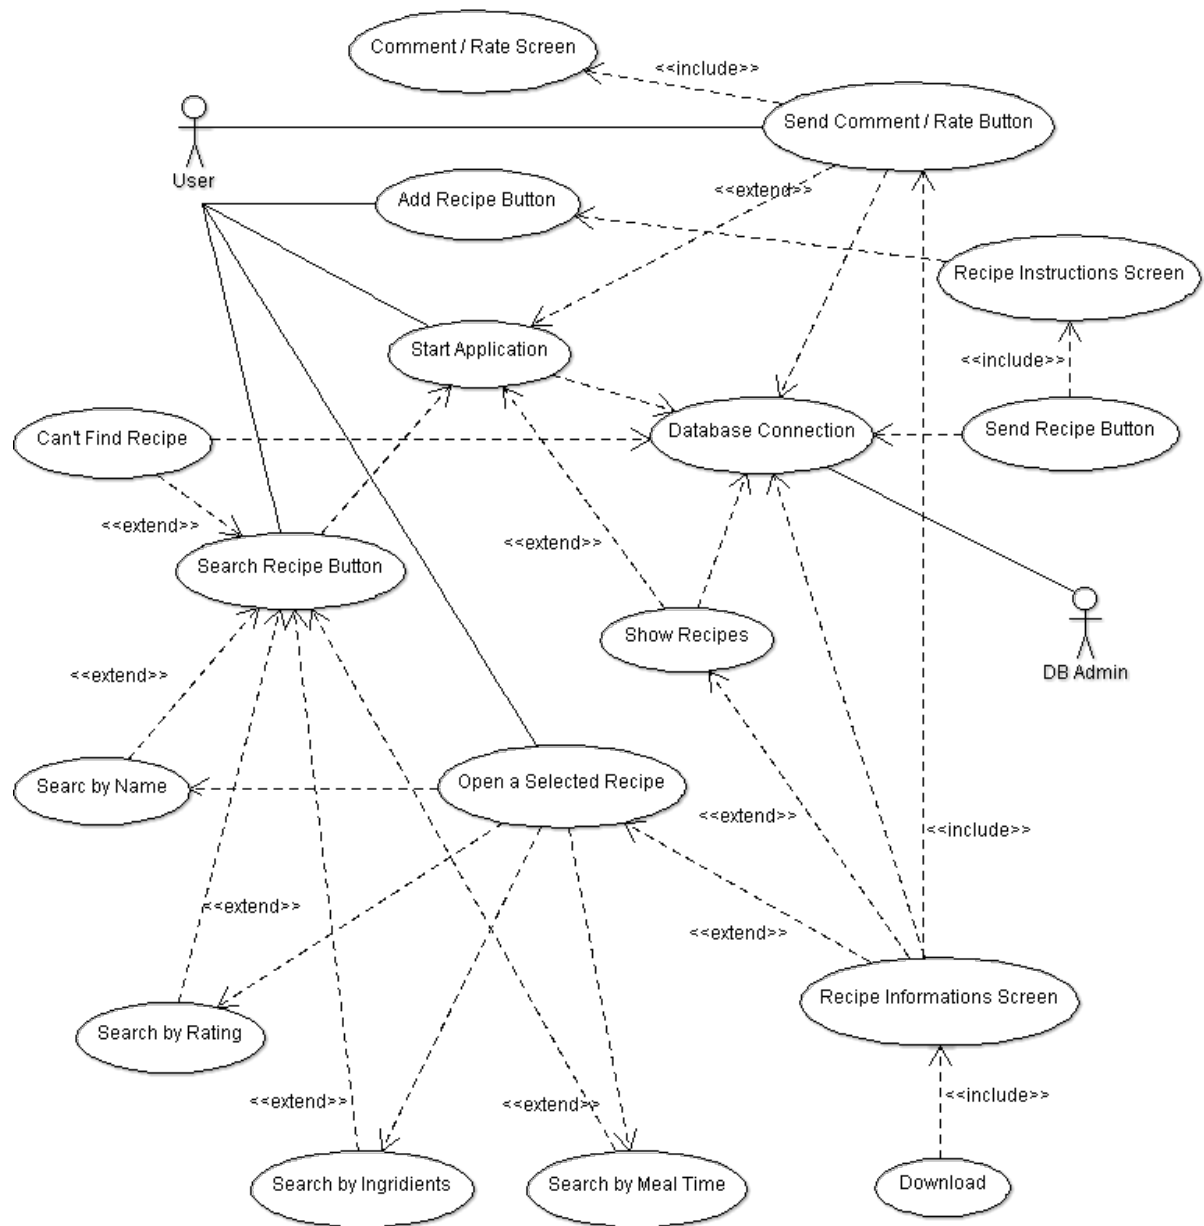 Comment / Rate Screen
<<include>>
Send Comment / Rate Button
User
<<extend>>
Add Recipe Button
Recipe Instructions Screen
Start Application
<<include>>
Can't Find Recipe
Database Connection
Send Recipe Button
<<extend>>
<<extend>>
Search Recipe Button
Show Recipes
DB Admin
<<extend>>
Searc by Name
Open a Selected Recipe
<<extend>>
<<include>>
<<extend>>
<<extend>>
Recipe Informations Screen
Search by Rating
<<extend>>
<<extend>>
<<include>>
Search by Ingridients
Search by Meal Time
Download